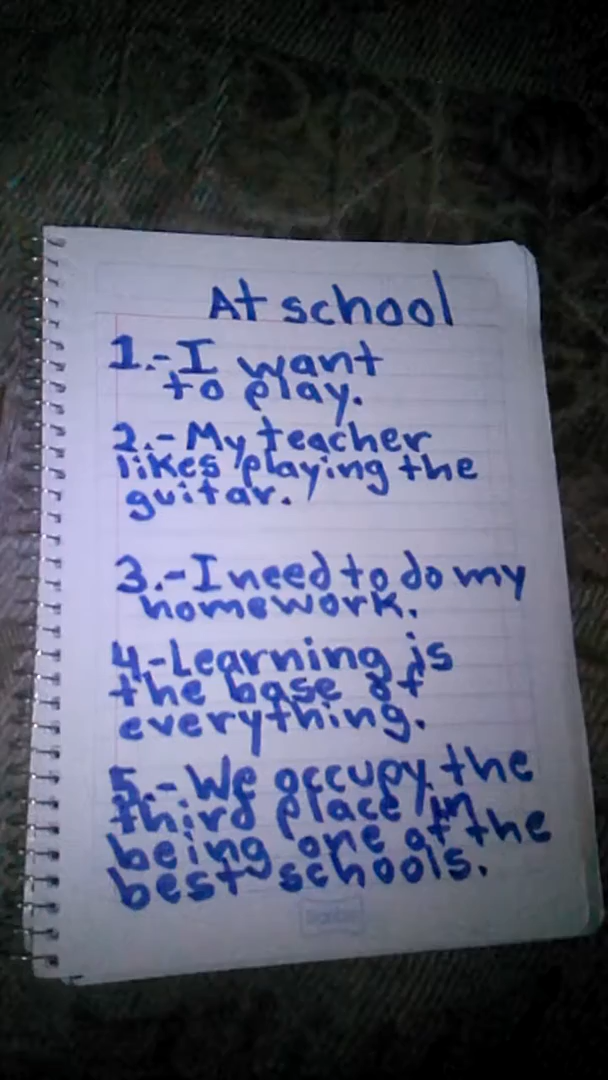 At school
1.- I want
to play.
2.- My teacher
likes playing the
guitar.
3.- I need to do my
homework.
4-Learning is
the base of
everything.
5.- We occupy the
third place in
being one of the
best schools.